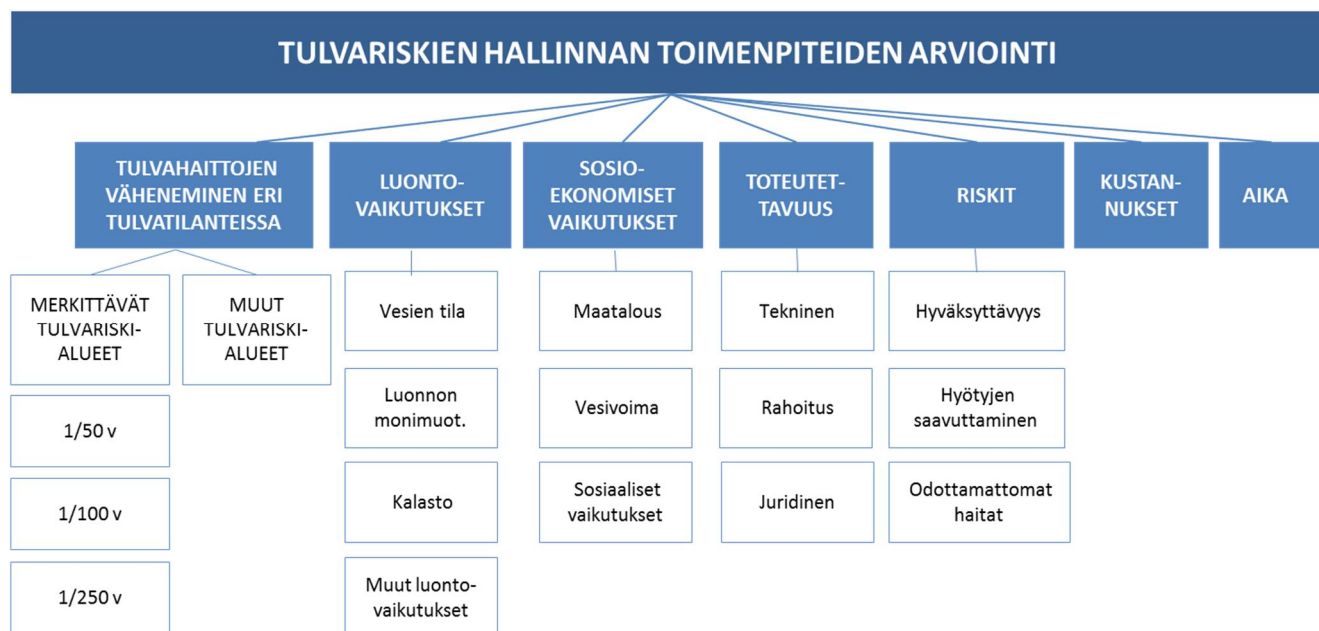 TULVARISKIEN HALLINNAN TOIMENPITEIDEN ARVIOINTI
TULVAHAITTOJEN
VÄHENEMINEN ERI
TULVATILANTEISSA
LUONTO-
VAIKUTUKSET
SOSIO-
EKONOMISET
VAIKUTUKSET
TOTEUTET-
TAVUUS
RISKIT
KUSTAN-
NUKSET
AIKA
MERKITTÄVÄT
TULVARISKI-
ALUEET
1/50 v
1/100 v
1/250 v
MUUT
TULVARISKI-
ALUEET
Vesien tila
Luonnon
monimuot.
Kalasto
Muut luonto-
vaikutukset
Maatalous
Vesivoima
Sosiaaliset
vaikutukset
Tekninen
Rahoitus
Juridinen
Hyväksyttävyys
Hyötyjen
saavuttaminen
Odottamattomat
haitat